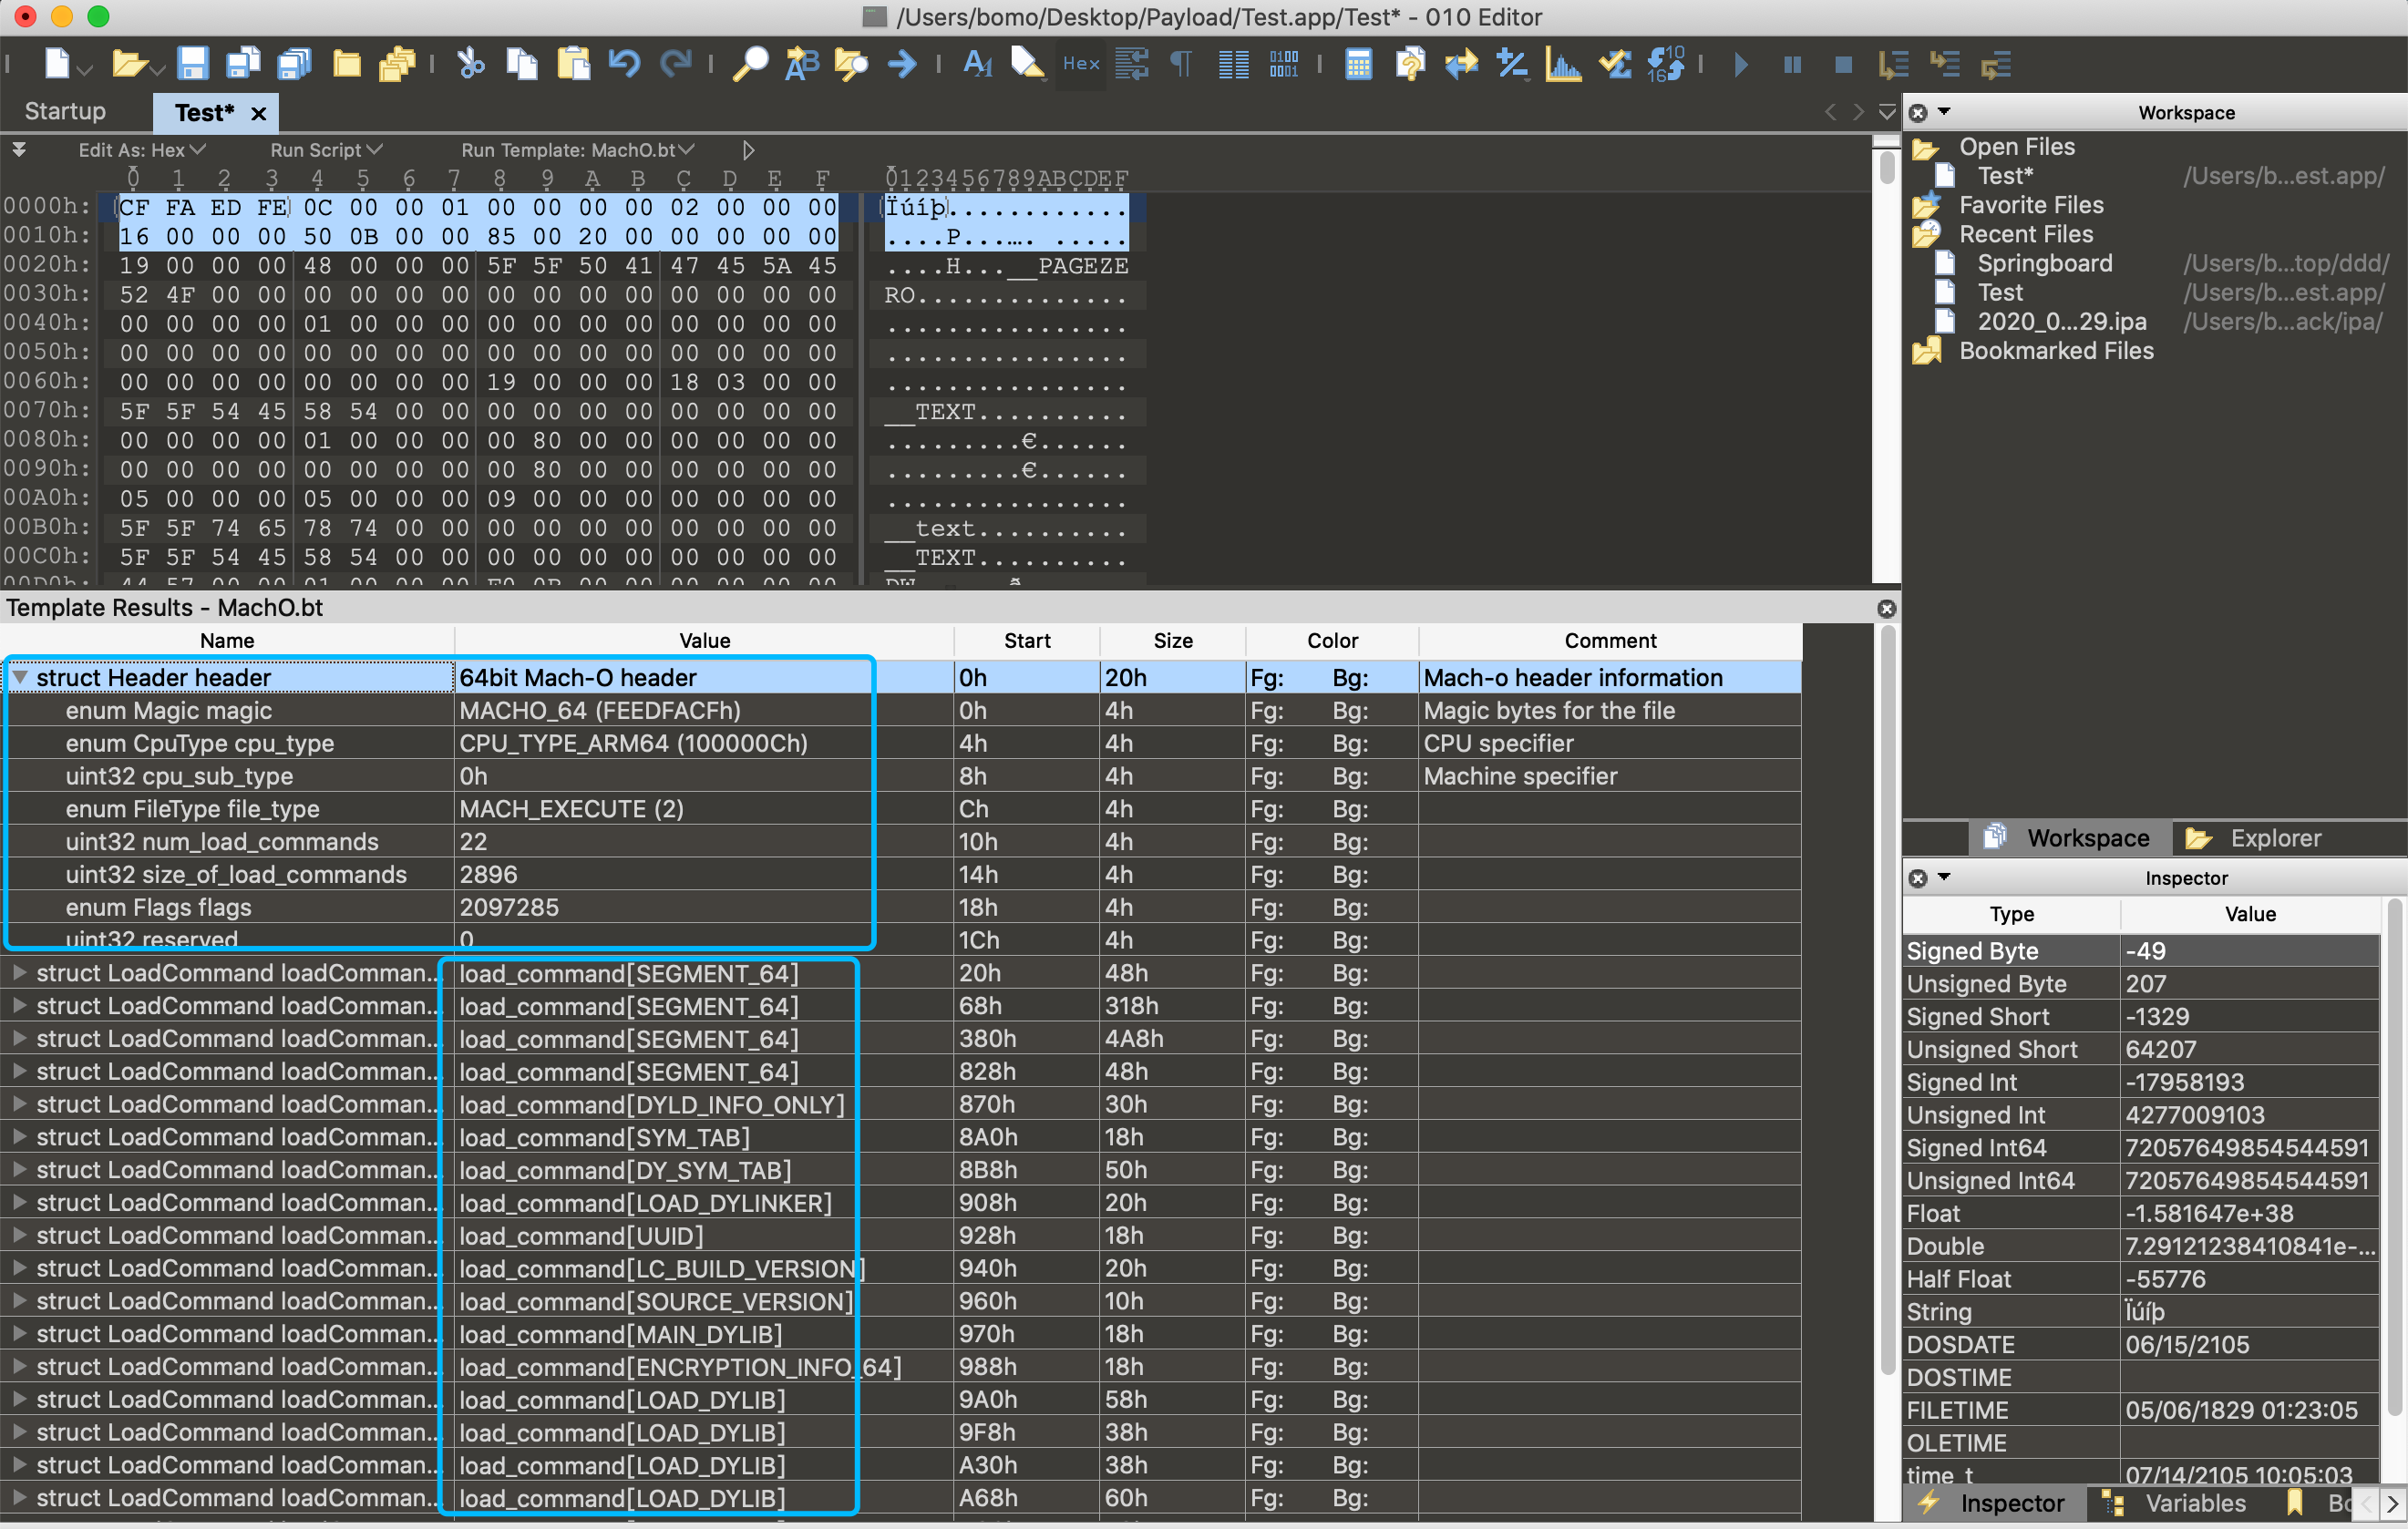 /Users/bomo/Desktop/Payload/Test.app/Test* - 010 Editor
Hex
Startup Test* x
Edit As: Hex Run Script Run Template: MachO.bt
0 1 2 3 4 5 6 7 8 9 A B C D E F 0123456789ABCDEF
0000h: CF FA ED FE 0C 00 00 01 00 00 00 00 02 00 00 00 Ïúíþ............
0010h: 16 00 00 00 50 0B 00 00 85 00 20 00 00 00 00 00 ....P...…. .....
0020h: 19 00 00 00 48 00 00 00 5F 5F 50 41 47 45 5A 45 ....H...__PAGEZE
0030h: 52 4F 00 00 00 00 00 00 00 00 00 00 00 00 00 00 RO..............
0040h: 00 00 00 00 01 00 00 00 00 00 00 00 00 00 00 00 ................
0050h: 00 00 00 00 00 00 00 00 00 00 00 00 00 00 00 00 ................
0060h: 00 00 00 00 00 00 00 00 19 00 00 00 18 03 00 00 ................
0070h: 5F 5F 54 45 58 54 00 00 00 00 00 00 00 00 00 00 __TEXT..........
0080h: 00 00 00 00 01 00 00 00 00 80 00 00 00 00 00 00 .........€......
0090h: 00 00 00 00 00 00 00 00 00 80 00 00 00 00 00 00 .........€......
00A0h: 05 00 00 00 05 00 00 00 09 00 00 00 00 00 00 00 ................
00B0h: 5F 5F 74 65 78 74 00 00 00 00 00 00 00 00 00 00 __text..........
00C0h: 5F 5F 54 45 58 54 00 00 00 00 00 00 00 00 00 00 __TEXT..........
Template Results - MachO.bt
Name Value Start Size Color Comment
struct Header header 64bit Mach-O header 0h 20h Fg: Bg: Mach-o header information
enum Magic magic MACHO_64 (FEEDFACFh) 0h 4h Fg: Bg: Magic bytes for the file
enum CpuType cpu_type CPU_TYPE_ARM64 (100000Ch) 4h 4h Fg: Bg: CPU specifier
uint32 cpu_sub_type 0h 8h 4h Fg: Bg: Machine specifier
enum FileType file_type MACH_EXECUTE (2) Ch 4h Fg: Bg:
uint32 num_load_commands 22 10h 4h Fg: Bg:
uint32 size_of_load_commands 2896 14h 4h Fg: Bg:
enum Flags flags 2097285 18h 4h Fg: Bg:
uint32 reserved 0 1Ch 4h Fg: Bg:
struct LoadCommand loadComman... load_command[SEGMENT_64] 20h 48h Fg: Bg:
struct LoadCommand loadComman... load_command[SEGMENT_64] 68h 318h Fg: Bg:
struct LoadCommand loadComman... load_command[SEGMENT_64] 380h 4A8h Fg: Bg:
struct LoadCommand loadComman... load_command[SEGMENT_64] 828h 48h Fg: Bg:
struct LoadCommand loadComman... load_command[DYLD_INFO_ONLY] 870h 30h Fg: Bg:
struct LoadCommand loadComman... load_command[SYM_TAB] 8A0h 18h Fg: Bg:
struct LoadCommand loadComman... load_command[DY_SYM_TAB] 8B8h 50h Fg: Bg:
struct LoadCommand loadComman... load_command[LOAD_DYLINKER] 908h 20h Fg: Bg:
struct LoadCommand loadComman... load_command[UUID] 928h 18h Fg: Bg:
struct LoadCommand loadComman... load_command[LC_BUILD_VERSION] 940h 20h Fg: Bg:
struct LoadCommand loadComman... load_command[SOURCE_VERSION] 960h 10h Fg: Bg:
struct LoadCommand loadComman... load_command[MAIN_DYLIB] 970h 18h Fg: Bg:
struct LoadCommand loadComman... load_command[ENCRYPTION_INFO_64] 988h 18h Fg: Bg:
struct LoadCommand loadComman... load_command[LOAD_DYLIB] 9A0h 58h Fg: Bg:
struct LoadCommand loadComman... load_command[LOAD_DYLIB] 9F8h 38h Fg: Bg:
struct LoadCommand loadComman... load_command[LOAD_DYLIB] A30h 38h Fg: Bg:
struct LoadCommand loadComman... load_command[LOAD_DYLIB] A68h 60h Fg: Bg:
Workspace
Open Files
Test* /Users/b...est.app/
Favorite Files
Recent Files
Springboard /Users/b...top/ddd/
Test /Users/b...est.app/
2020_0...29.ipa /Users/b...ack/ipa/
Bookmarked Files
Workspace Explorer
Inspector
Type Value
Signed Byte -49
Unsigned Byte 207
Signed Short -1329
Unsigned Short 64207
Signed Int -17958193
Unsigned Int 4277009103
Signed Int64 72057649854544591
Unsigned Int64 72057649854544591
Float -1.581647e+38
Double 7.29121238410841e-...
Half Float -55776
String Ïúíþ
DOSDATE 06/15/2105
DOSTIME
FILETIME 05/06/1829 01:23:05
OLETIME
time_t 07/14/2105 10:05:03
Inspector Variables Bo